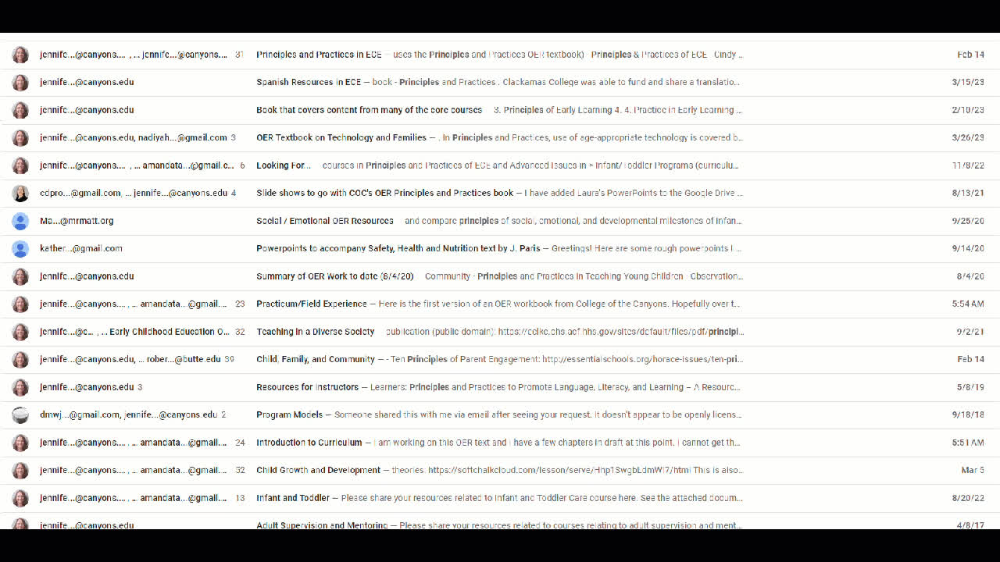 jennife...@canyons.... , ... jennife...@canyons.... 31 Principles and Practices in ECE — uses the Principles and Practices OER textbook) · Principles & Practices of ECE - Cindy ... Feb 14
jennife...@canyons.edu Spanish Resources in ECE — book - Principles and Practices . Clackamas College was able to fund and share a translatio... 3/15/23
jennife...@canyons.edu Book that covers content from many of the core courses — 3. Principles of Early Learning 4. 4. Practice in Early Learning ... 2/10/23
jennife...@canyons.edu, nadiyah...@gmail.com 3 OER Textbook on Technology and Families — . In Principles and Practices, use of age-appropriate technology is covered b... 3/26/23
jennife...@canyons.... , ... amandata...@gmail.c... 6 Looking For... — courses in Principles and Practices of ECE and Advanced Issues in > Infant/Toddler Programs (curriculu... 11/8/22
cdpro...@gmail.com, ... jennife...@canyons.edu 4 Slide shows to go with COC's OER Principles and Practices book — I have added Laura's PowerPoints to the Google Drive ... 8/13/21
Ma...@mrmatt.org Social / Emotional OER Resources — and compare principles of social, emotional, and developmental milestones of Infan... 9/25/20
kather...@gmail.com Powerpoints to accompany Safety, Health and Nutrition text by J. Paris — Greetings! Here are some rough powerpoints I ... 9/14/20
jennife...@canyons.edu Summary of OER Work to date (8/4/20) — Community · Principles and Practices in Teaching Young Children · Observation... 8/4/20
jennife...@canyons.... , ... amandata...@gmail.... 23 Practicum/Field Experience — Here is the first version of an OER workbook from College of the Canyons. Hopefully over t... 5:54 AM
jennife...@c... , ... Early Childhood Education O... 32 Teaching in a Diverse Society — publication (public domain): https://eclkc.ohs.acf.hhs.gov/sites/default/files/pdf/principl... 9/2/21
jennife...@canyons.edu, ... rober...@butte.edu 39 Child, Family, and Community — - Ten Principles of Parent Engagement: http://essentialschools.org/horace-issues/ten-pri... Feb 14
jennife...@canyons.edu 3 Resources for Instructors — Learners: Principles and Practices to Promote Language, Literacy, and Learning – A Resourc... 5/8/19
dmwj...@gmail.com, jennife...@canyons.edu 2 Program Models — Someone shared this with me via email after seeing your request. It doesn't appear to be openly licens... 9/18/18
jennife...@canyons.... , ... amandata...@gmail.... 24 Introduction to Curriculum — I am working on this OER text and I have a few chapters in draft at this point. I cannot get th... 5:51 AM
jennife...@canyons.... , ... amandata...@gmail.... 52 Child Growth and Development — theories: https://softchalkcloud.com/lesson/serve/Hhp1SwgbLdmWI7/html This is also... Mar 5
jennife...@canyons.... , ... amandata...@gmail.... 13 Infant and Toddler — Please share your resources related to Infant and Toddler Care course here. See the attached docum... 8/20/22
jennife...@canyons.edu Adult Supervision and Mentoring — Please share your resources related to courses relating to adult supervision and ment... 4/8/17